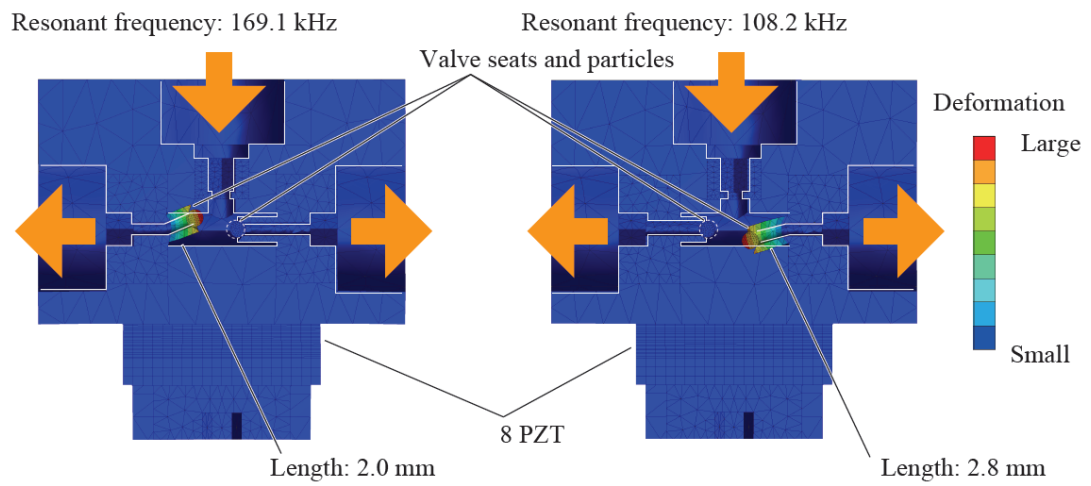 Resonant frequency: 169.1 kHz
Resonant frequency: 108.2 kHz
Valve seats and particles
Deformation
Large
Small
8 PZT
Length: 2.0 mm
Length: 2.8 mm